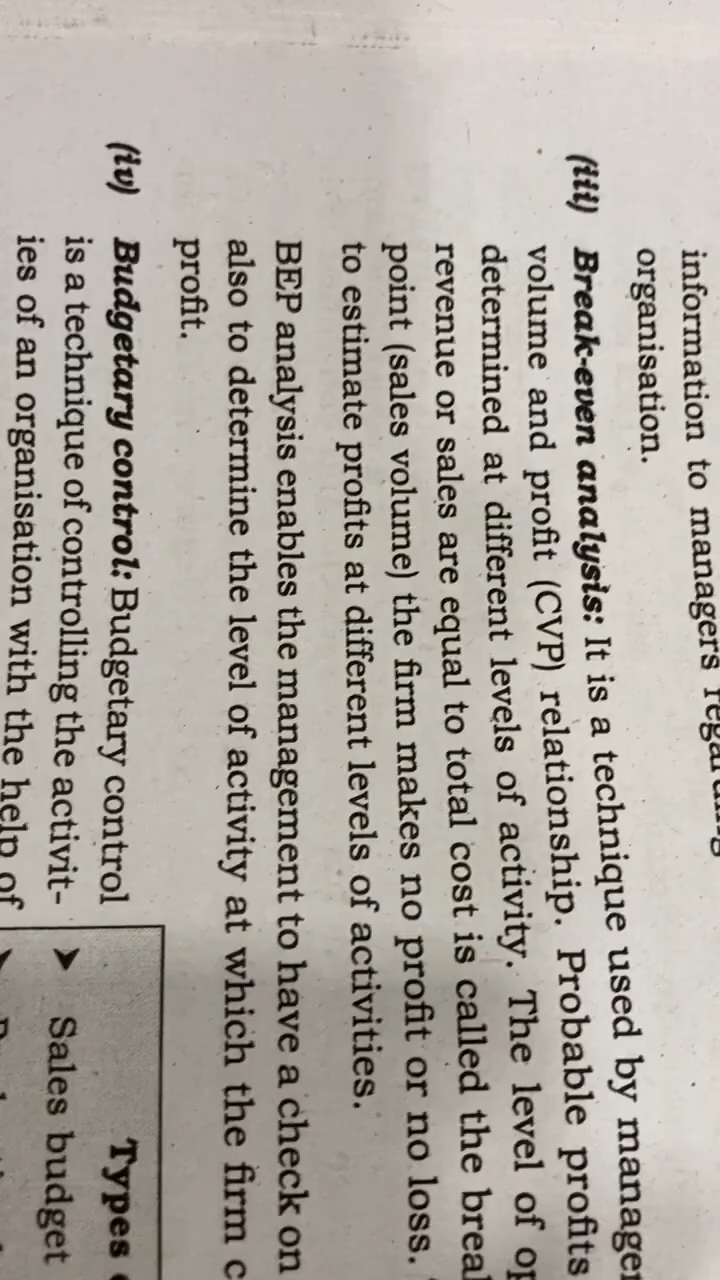 information to managers regarding
organisation.
(iii) Break-even analysis: It is a technique used by
volume and profit (CVP) relationship. Probable profits
determined at different levels of activity. The level of
revenue or sales are equal to total cost is called the
point (sales volume) the firm makes no profit or no loss.
to estimate profits at different levels of activities.
BEP analysis enables the management to have a check on
also to determine the level of activity at which the firm
profit.
(iv) Budgetary control: Budgetary control
is a technique of controlling the activit-
ies of an organisation with the help of
Types
➤ Sales budget